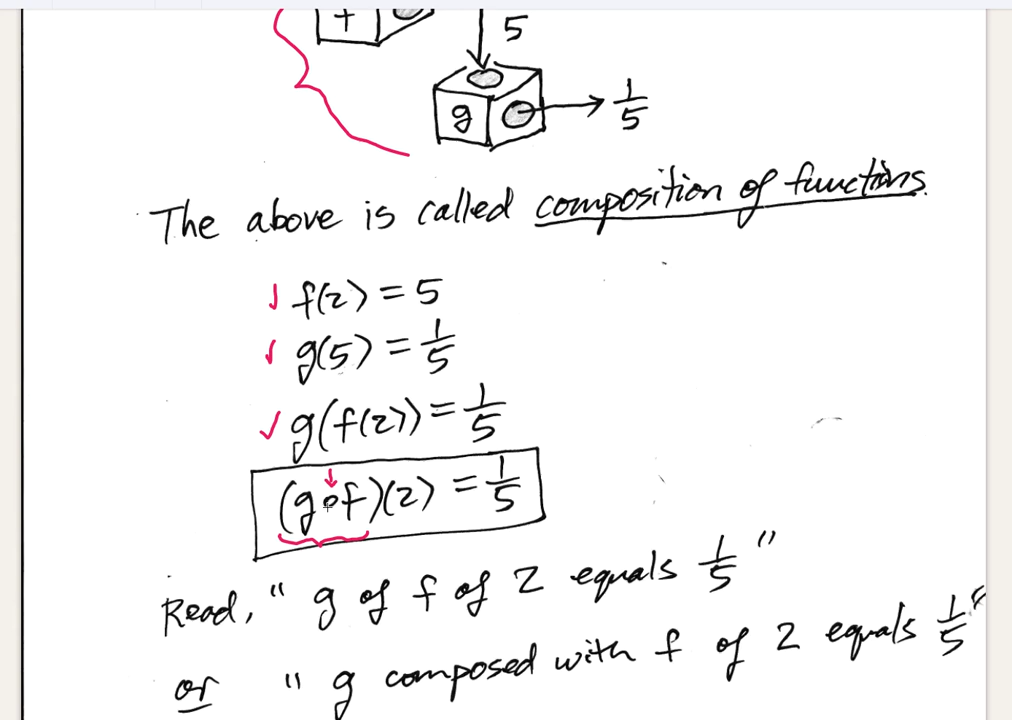 f
5
g
1/5
The above is called composition of functions.
f(2) = 5
g(5) = 1/5
g(f(2)) = 1/5
(g∘f)(2) = 1/5
Read, " g of f of 2 equals 1/5 "
or " g composed with f of 2 equals 1/5 "